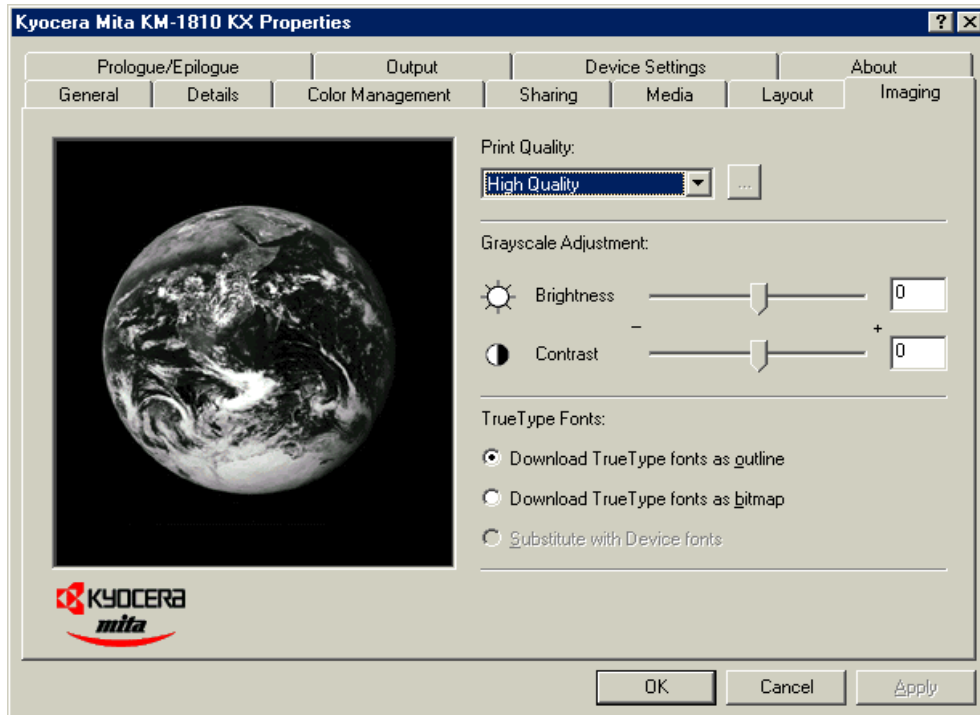 Kyocera Mita KM-1810 KX Properties
Prologue/Epilogue Output Device Settings About
General Details Color Management Sharing Media Layout Imaging
Print Quality:
High Quality ...
Grayscale Adjustment:
Brightness 0
− +
Contrast 0
TrueType Fonts:
Download TrueType fonts as outline
Download TrueType fonts as bitmap
Substitute with Device fonts
KYOCERa
mita
OK Cancel Apply